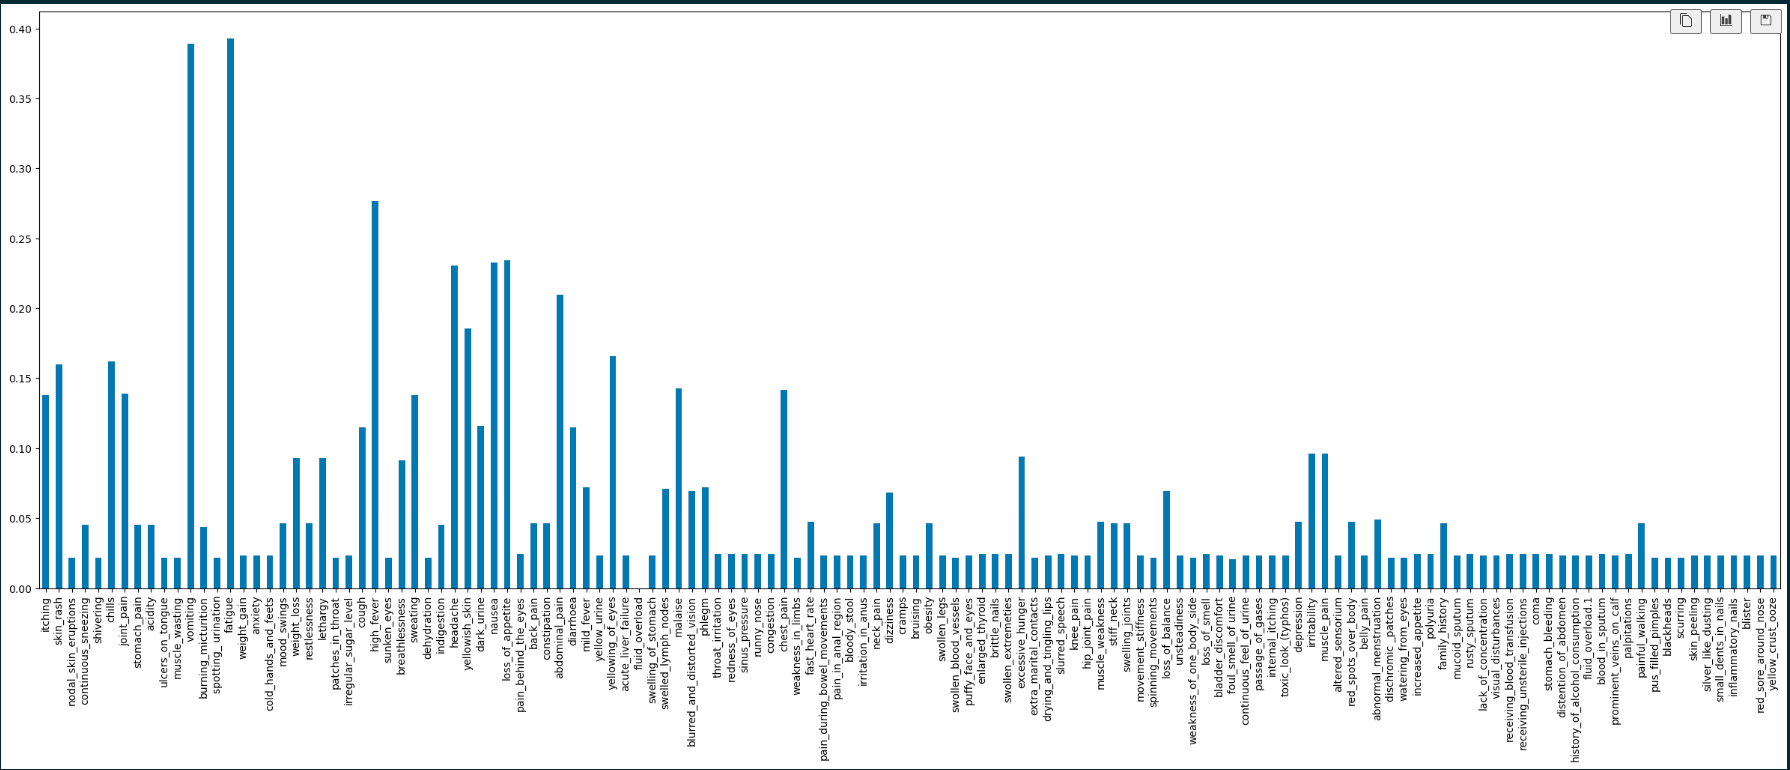 0.40
0.35
0.30
0.25
0.20
0.15
0.10
0.05
0.00
itching
skin_rash
nodal_skin_eruptions
continuous_sneezing
shivering
chills
joint_pain
stomach_pain
acidity
ulcers_on_tongue
muscle_wasting
vomiting
burning_micturition
spotting_ urination
fatigue
weight_gain
anxiety
cold_hands_and_feets
mood_swings
weight_loss
restlessness
lethargy
patches_in_throat
irregular_sugar_level
cough
high_fever
sunken_eyes
breathlessness
sweating
dehydration
indigestion
headache
yellowish_skin
dark_urine
nausea
loss_of_appetite
pain_behind_the_eyes
back_pain
constipation
abdominal_pain
diarrhoea
mild_fever
yellow_urine
yellowing_of_eyes
acute_liver_failure
fluid_overload
swelling_of_stomach
swelled_lymph_nodes
malaise
blurred_and_distorted_vision
phlegm
throat_irritation
redness_of_eyes
sinus_pressure
runny_nose
congestion
chest_pain
weakness_in_limbs
fast_heart_rate
pain_during_bowel_movements
pain_in_anal_region
bloody_stool
irritation_in_anus
neck_pain
dizziness
cramps
bruising
obesity
swollen_legs
swollen_blood_vessels
puffy_face_and_eyes
enlarged_thyroid
brittle_nails
swollen_extremeties
excessive_hunger
extra_marital_contacts
drying_and_tingling_lips
slurred_speech
knee_pain
hip_joint_pain
muscle_weakness
stiff_neck
swelling_joints
movement_stiffness
spinning_movements
loss_of_balance
unsteadiness
weakness_of_one_body_side
loss_of_smell
bladder_discomfort
foul_smell_of urine
continuous_feel_of_urine
passage_of_gases
internal_itching
toxic_look_(typhos)
depression
irritability
muscle_pain
altered_sensorium
red_spots_over_body
belly_pain
abnormal_menstruation
dischromic _patches
watering_from_eyes
increased_appetite
polyuria
family_history
mucoid_sputum
rusty_sputum
lack_of_concentration
visual_disturbances
receiving_blood_transfusion
receiving_unsterile_injections
coma
stomach_bleeding
distention_of_abdomen
history_of_alcohol_consumption
fluid_overload.1
blood_in_sputum
prominent_veins_on_calf
palpitations
painful_walking
pus_filled_pimples
blackheads
scurring
skin_peeling
silver_like_dusting
small_dents_in_nails
inflammatory_nails
blister
red_sore_around_nose
yellow_crust_ooze